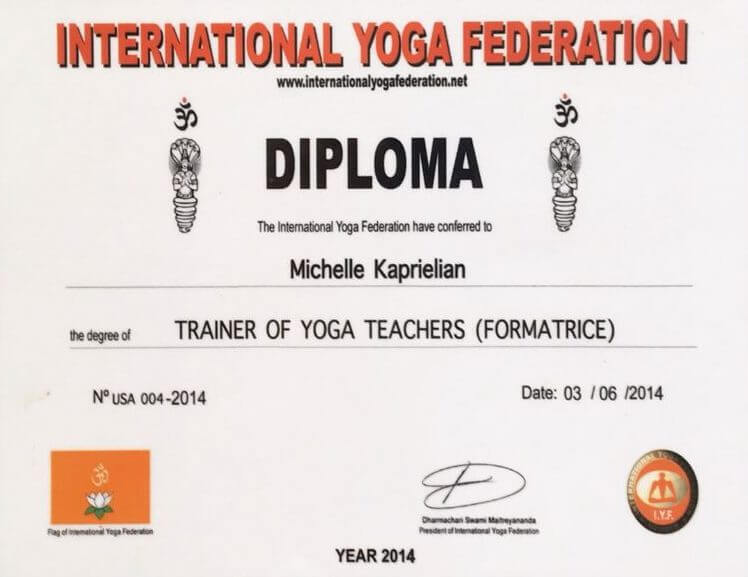 INTERNATIONAL YOGA FEDERATION
www.internationalyogafederation.net
ॐ
ॐ
DIPLOMA
The International Yoga Federation have conferred to
Michelle Kaprielian
the degree of TRAINER OF YOGA TEACHERS (FORMATRICE)
Nº USA 004-2014
Date: 03 / 06 /2014
ॐ
Flag of International Yoga Federation
Dharmachari Swami Maitreyananda
President of International Yoga Federation
INTERNATIONAL
I.Y.F.
YEAR 2014